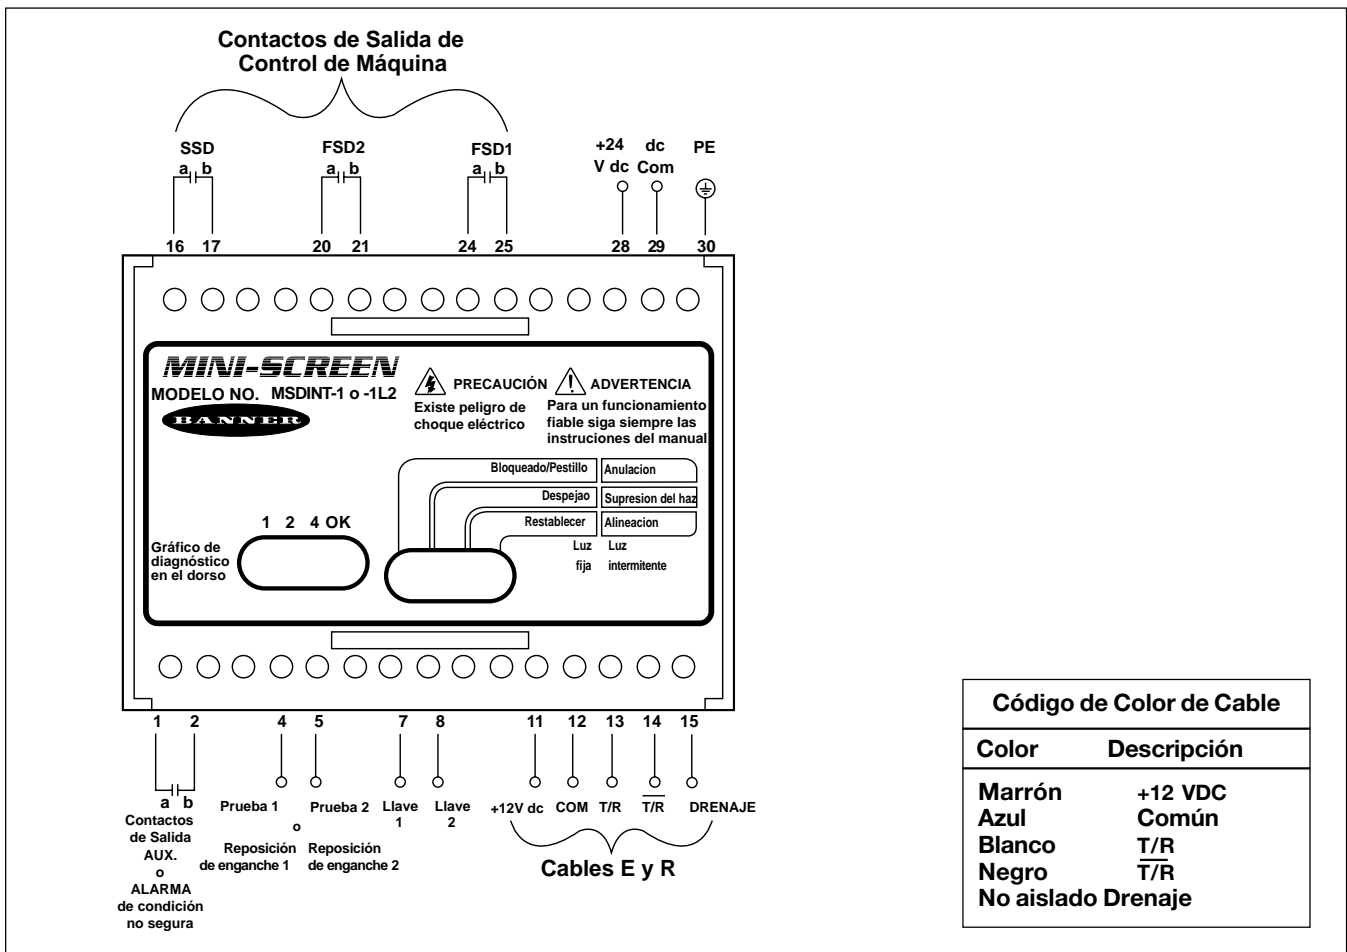 Contactos de Salida de
Control de Máquina
SSD
FSD2
FSD1
+24
V dc
dc
Com
PE
a b
a b
a b
16 17 20 21 24 25 28 29 30
MINI-SCREEN
MODELO NO. MSDINT-1 o -1L2
BANNER
PRECAUCIÓN
Existe peligro de
choque eléctrico
ADVERTENCIA
Para un funcionamiento
fiable siga siempre las
instruciones del manual
Bloqueado/Pestillo Anulacion
Despejao Supresion del haz
Restablecer Alineacion
Luz
fija
Luz
intermitente
1 2 4 OK
Gráfico de
diagnóstico
en el dorso
1 2 4 5 7 8 11 12 13 14 15
a b
Contactos
de Salida
AUX.
o
ALARMA
de condición
no segura
Prueba 1 Prueba 2
o
Reposición
de enganche 1
Reposición
de enganche 2
Llave
1
Llave
2
+12V dc COM T/R T/R DRENAJE
Cables E y R
Código de Color de Cable
Color Descripción
Marrón +12 VDC
Azul Común
Blanco T/R
Negro T/R
No aislado Drenaje